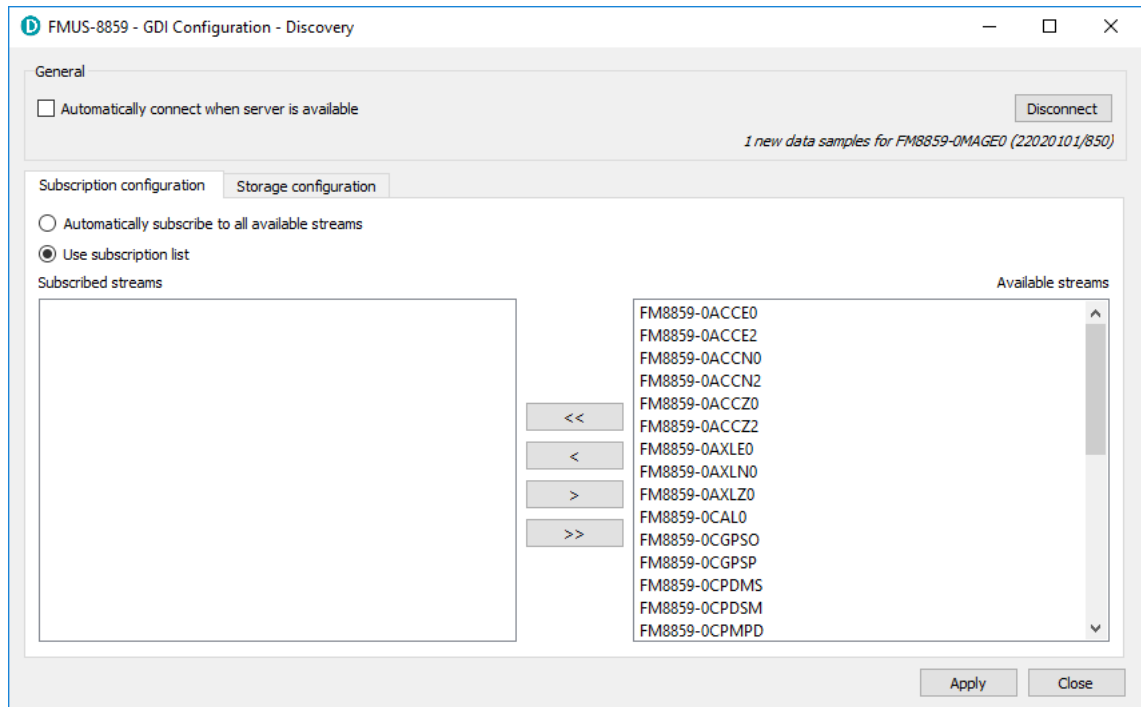 FMUS-8859 - GDI Configuration - Discovery
General
Automatically connect when server is available
Disconnect
1 new data samples for FM8859-0MAGE0 (22020101/850)
Subscription configuration
Storage configuration
Automatically subscribe to all available streams
Use subscription list
Subscribed streams
Available streams
FM8859-0ACCE0
FM8859-0ACCE2
FM8859-0ACCN0
FM8859-0ACCN2
FM8859-0ACCZ0
FM8859-0ACCZ2
FM8859-0AXLE0
FM8859-0AXLN0
FM8859-0AXLZ0
FM8859-0CAL0
FM8859-0CGPSO
FM8859-0CGPSP
FM8859-0CPDMS
FM8859-0CPDSM
FM8859-0CPMPD
<<
<
>
>>
Apply
Close